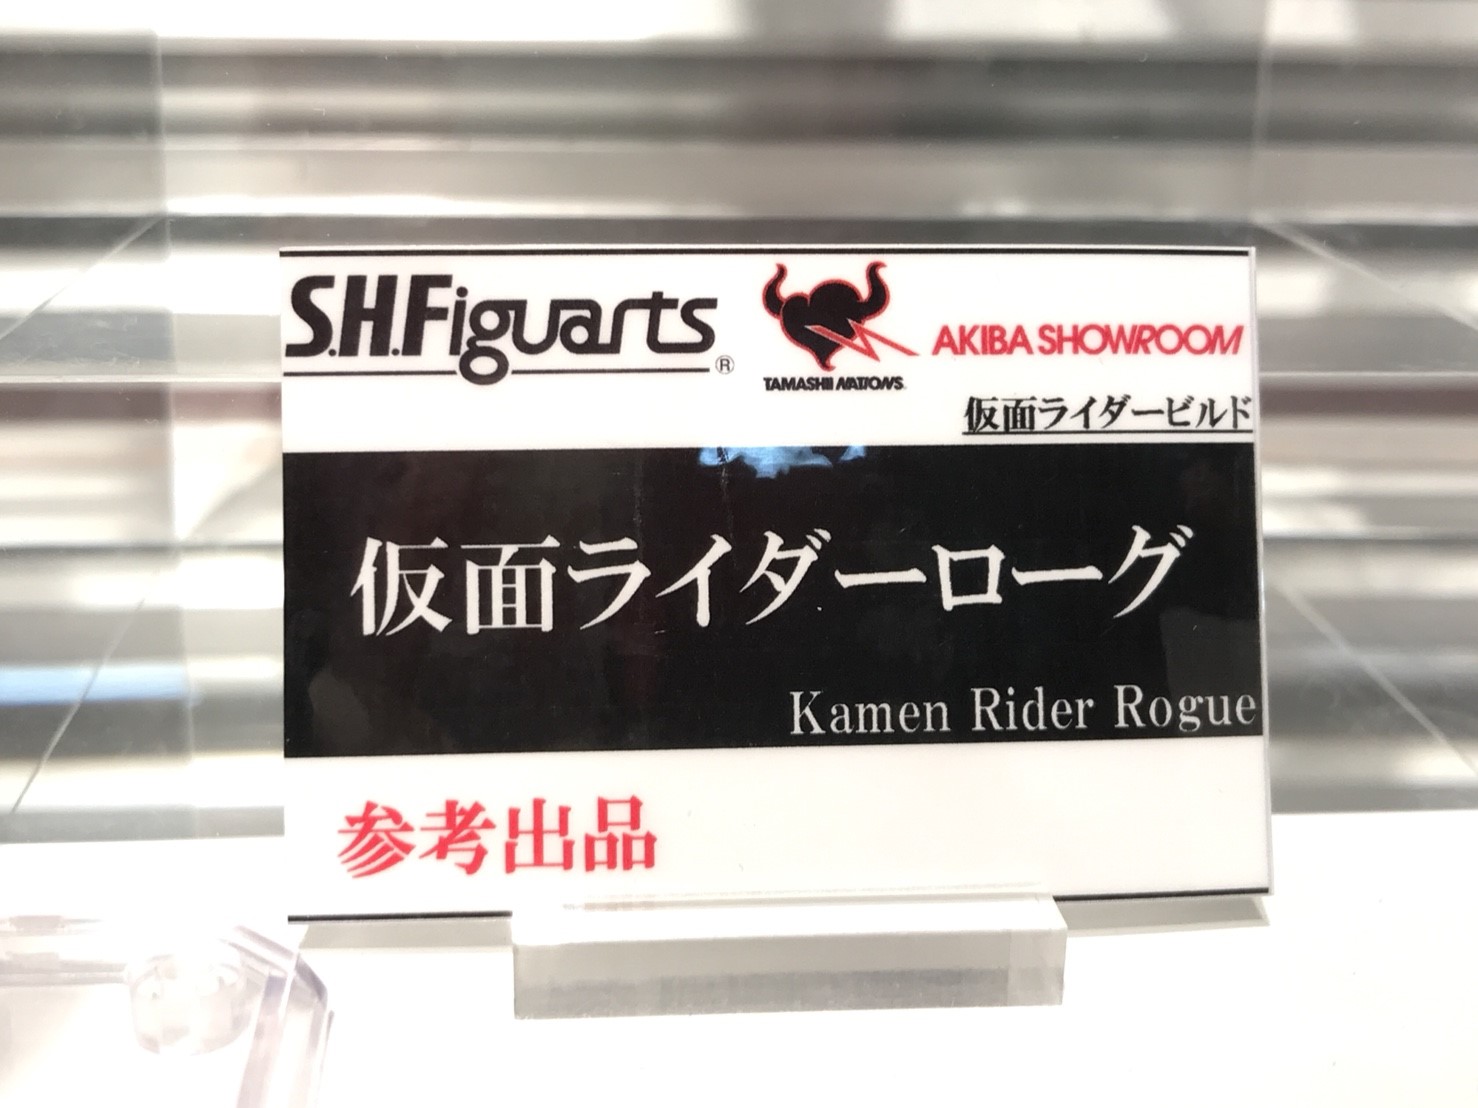 S.H.Figuarts®
TAMASHII NATIONS
AKIBA SHOWROOM
仮面ライダービルド
仮面ライダーローグ
Kamen Rider Rogue
参考出品